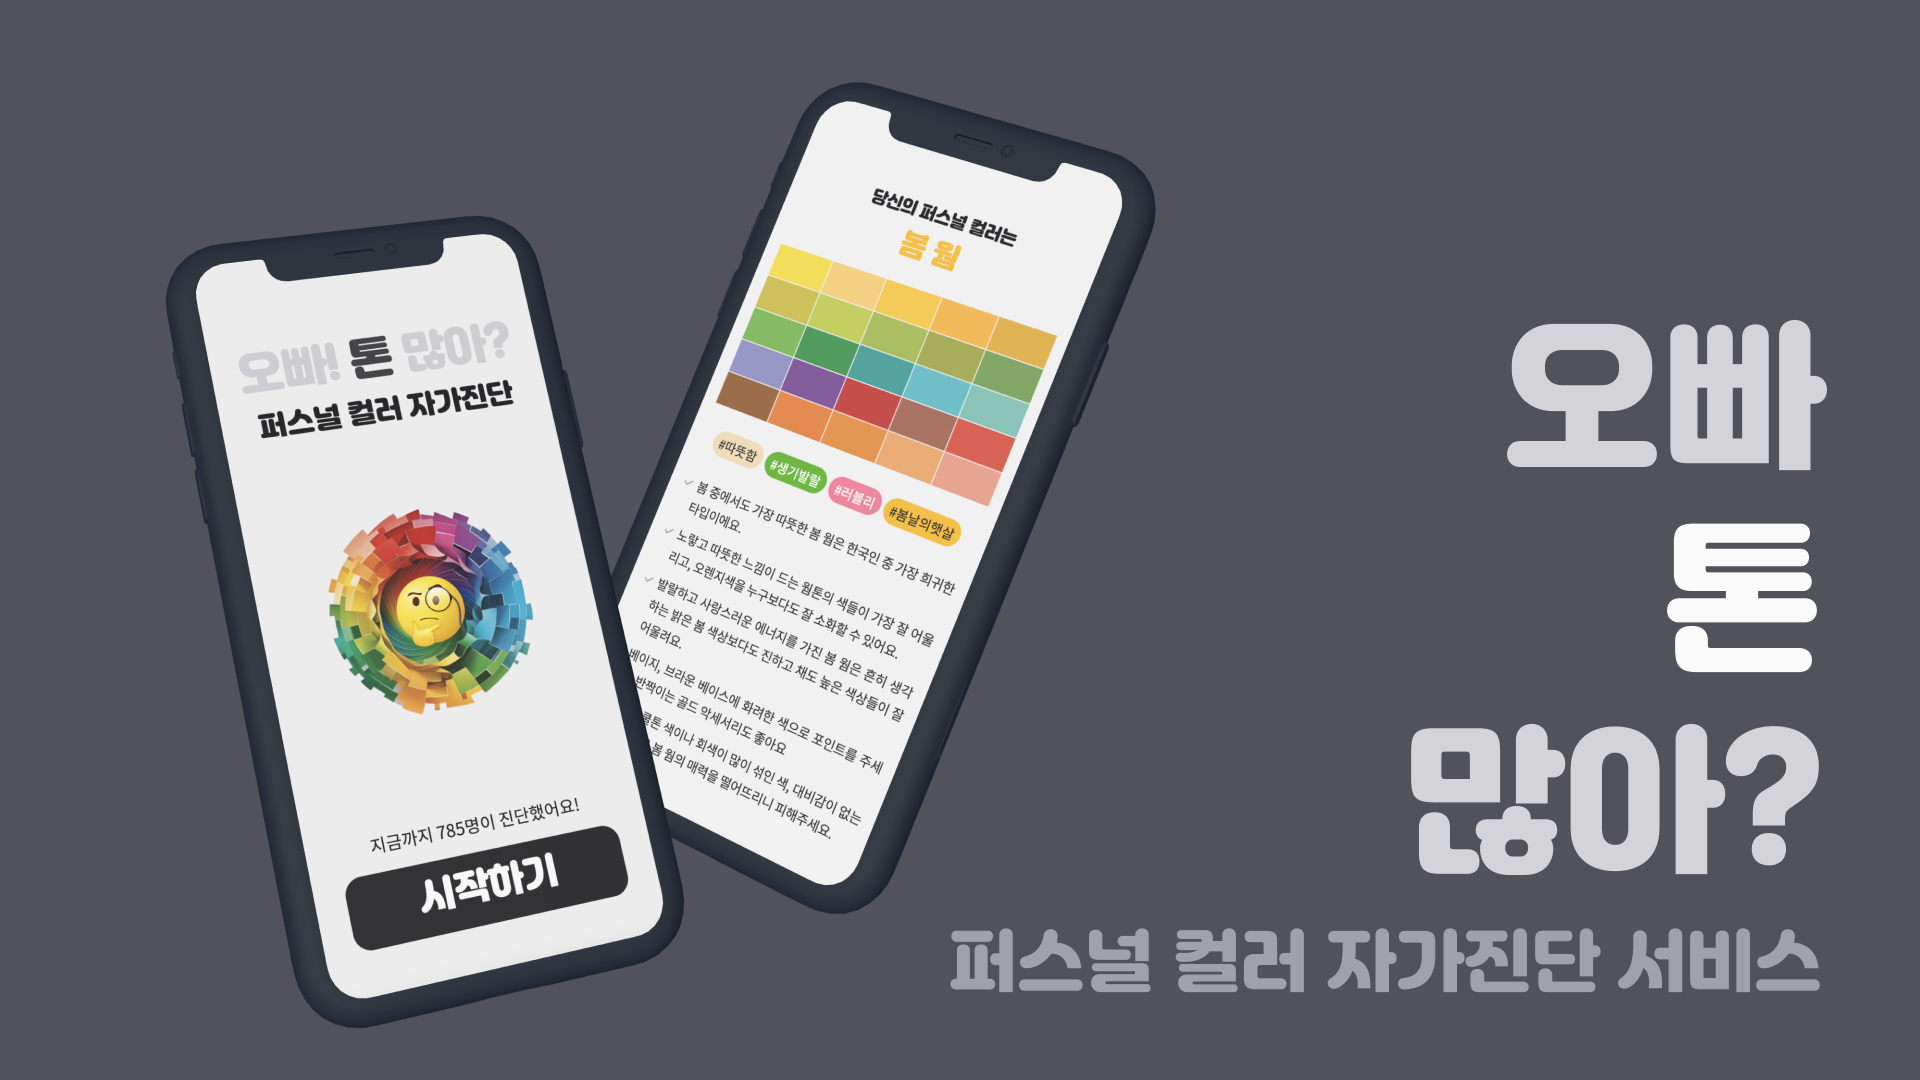 오빠! 톤 많아?
퍼스널 컬러 자가진단
지금까지 785명이 진단했어요!
시작하기
당신의 퍼스널 컬러는
봄 웜
#따뜻함 #생기발랄 #러블리 #봄날의햇살
봄 중에서도 가장 따뜻한 봄 웜은 한국인 중 가장 희귀한
타입이에요.
노랗고 따뜻한 느낌이 드는 웜톤의 색들이 가장 잘 어울
리고, 오렌지색을 누구보다도 잘 소화할 수 있어요.
발랄하고 사랑스러운 에너지를 가진 봄 웜은 흔히 생각
하는 밝은 봄 색상보다도 진하고 채도 높은 색상들이 잘
어울려요.
베이지, 브라운 베이스에 화려한 색으로 포인트를 주세
반짝이는 골드 악세서리도 좋아요
쿨톤 색이나 회색이 많이 섞인 색, 대비감이 없는
봄 웜의 매력을 떨어뜨리니 피해주세요.
오빠
톤
많아?
퍼스널 컬러 자가진단 서비스